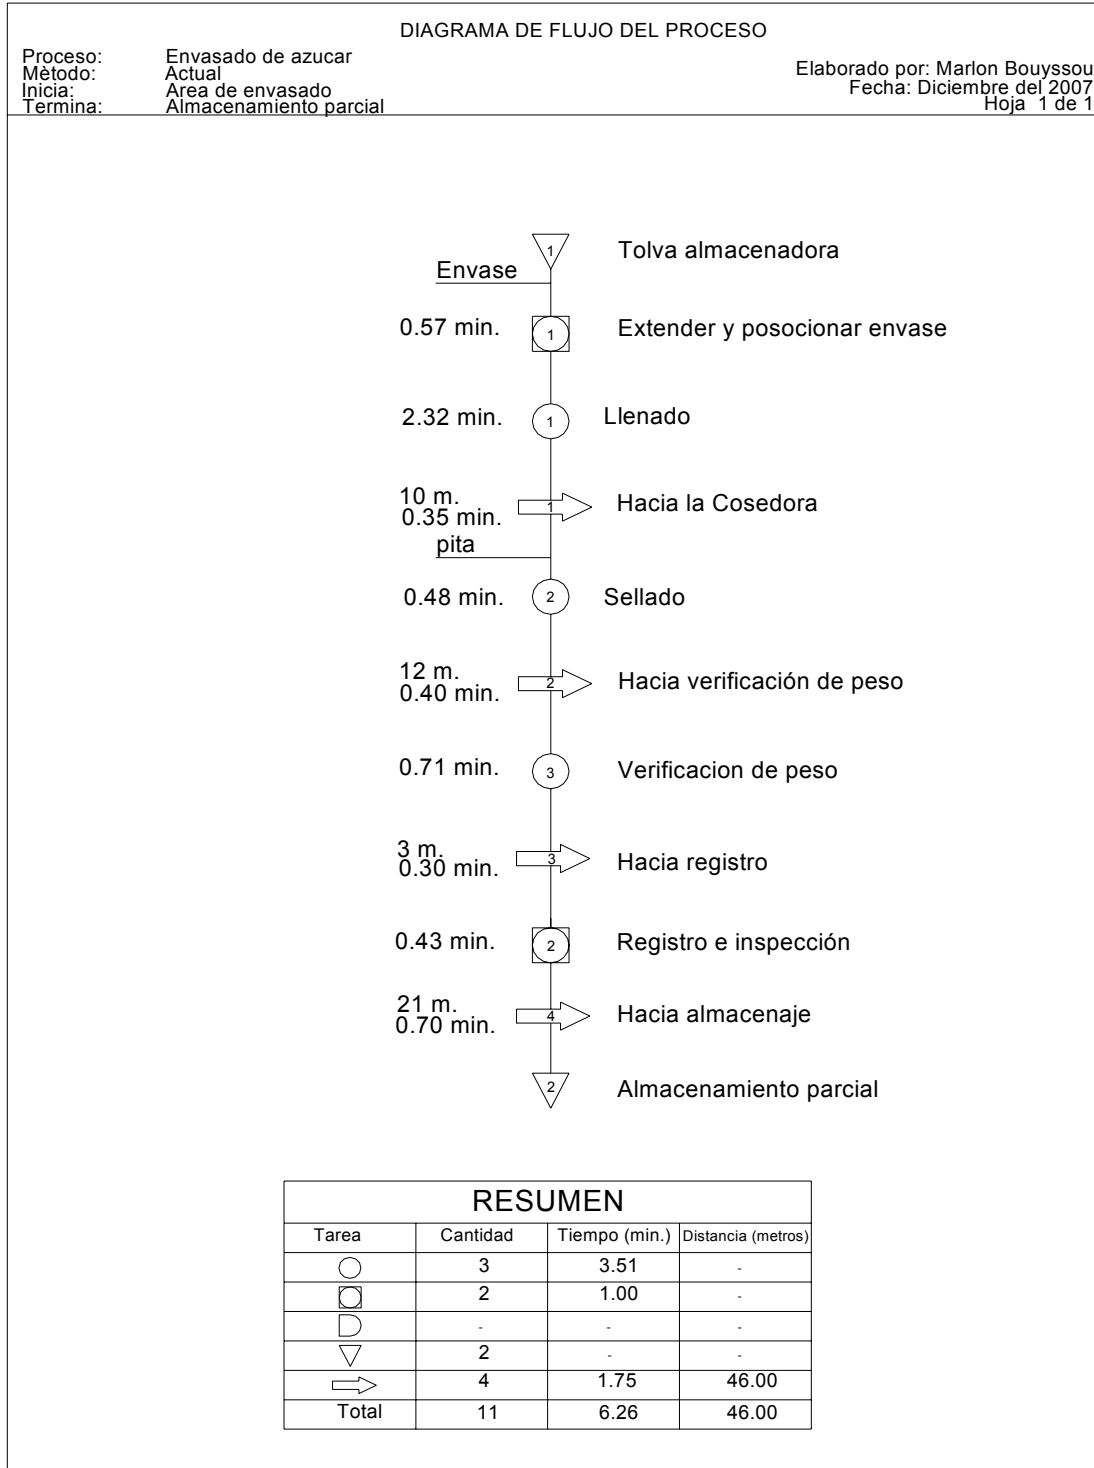 DIAGRAMA DE FLUJO DEL PROCESO
Proceso: Envasado de azucar
Mètodo: Actual
Inicia: Area de envasado
Termina: Almacenamiento parcial
Elaborado por: Marlon Bouyssou
Fecha: Diciembre del 2007
Hoja 1 de 1
1 Tolva almacenadora
Envase
0.57 min. 1 Extender y posocionar envase
2.32 min. 1 Llenado
10 m.
0.35 min. 1 Hacia la Cosedora
pita
0.48 min. 2 Sellado
12 m.
0.40 min. 2 Hacia verificación de peso
0.71 min. 3 Verificacion de peso
3 m.
0.30 min. 3 Hacia registro
0.43 min. 2 Registro e inspección
21 m.
0.70 min. 4 Hacia almacenaje
2 Almacenamiento parcial
RESUMEN
Tarea Cantidad Tiempo (min.) Distancia (metros)
3 3.51 -
2 1.00 -
- - -
2 - -
4 1.75 46.00
Total 11 6.26 46.00